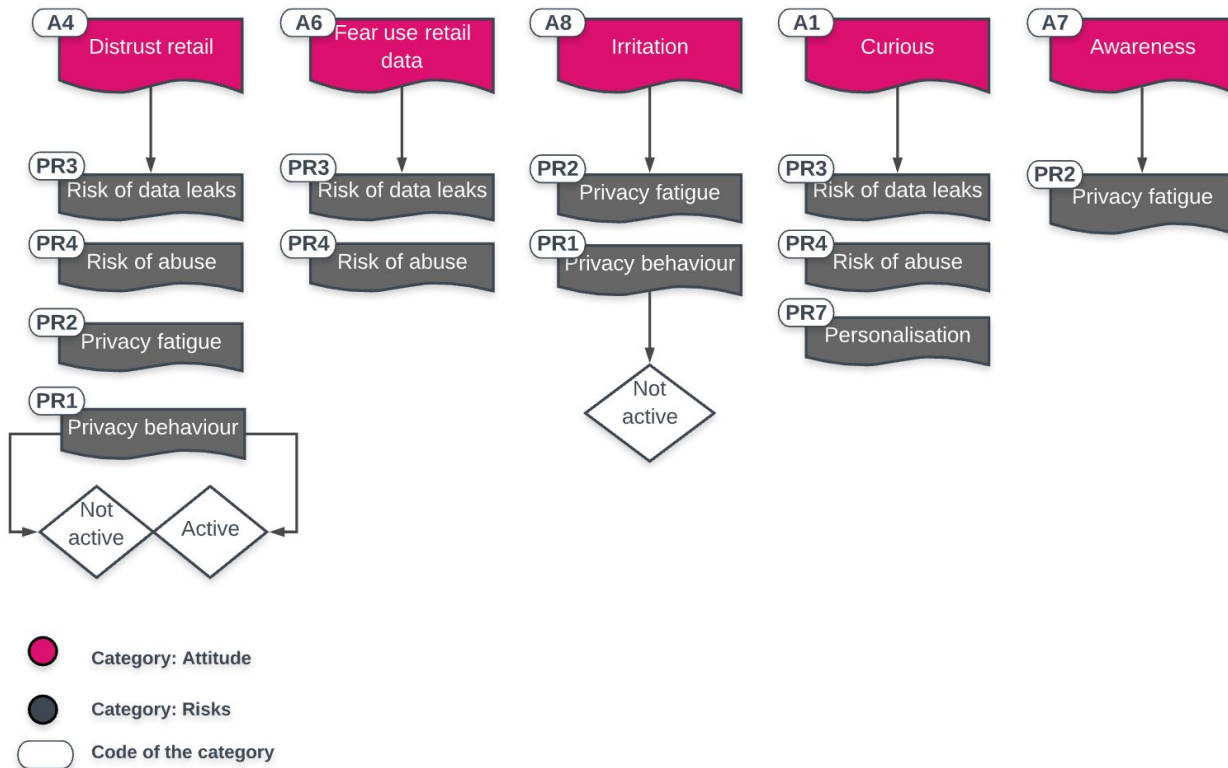 A4
Distrust retail
PR3
Risk of data leaks
PR4
Risk of abuse
PR2
Privacy fatigue
PR1
Privacy behaviour
Not
active
Active
A6
Fear use retail
data
PR3
Risk of data leaks
PR4
Risk of abuse
A8
Irritation
PR2
Privacy fatigue
PR1
Privacy behaviour
Not
active
A1
Curious
PR3
Risk of data leaks
PR4
Risk of abuse
PR7
Personalisation
A7
Awareness
PR2
Privacy fatigue
Category: Attitude
Category: Risks
Code of the category